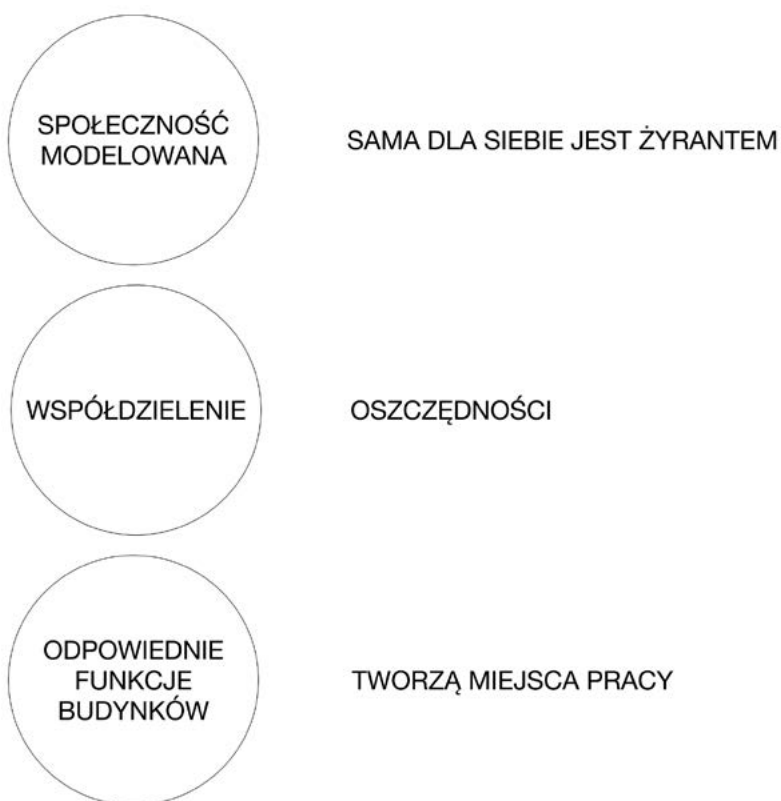 SPOŁECZNOŚĆ
MODELOWANA
SAMA DLA SIEBIE JEST ŻYRANTEM
WSPÓŁDZIELENIE
OSZCZĘDNOŚCI
ODPOWIEDNIE
FUNKCJE
BUDYNKÓW
TWORZĄ MIEJSCA PRACY